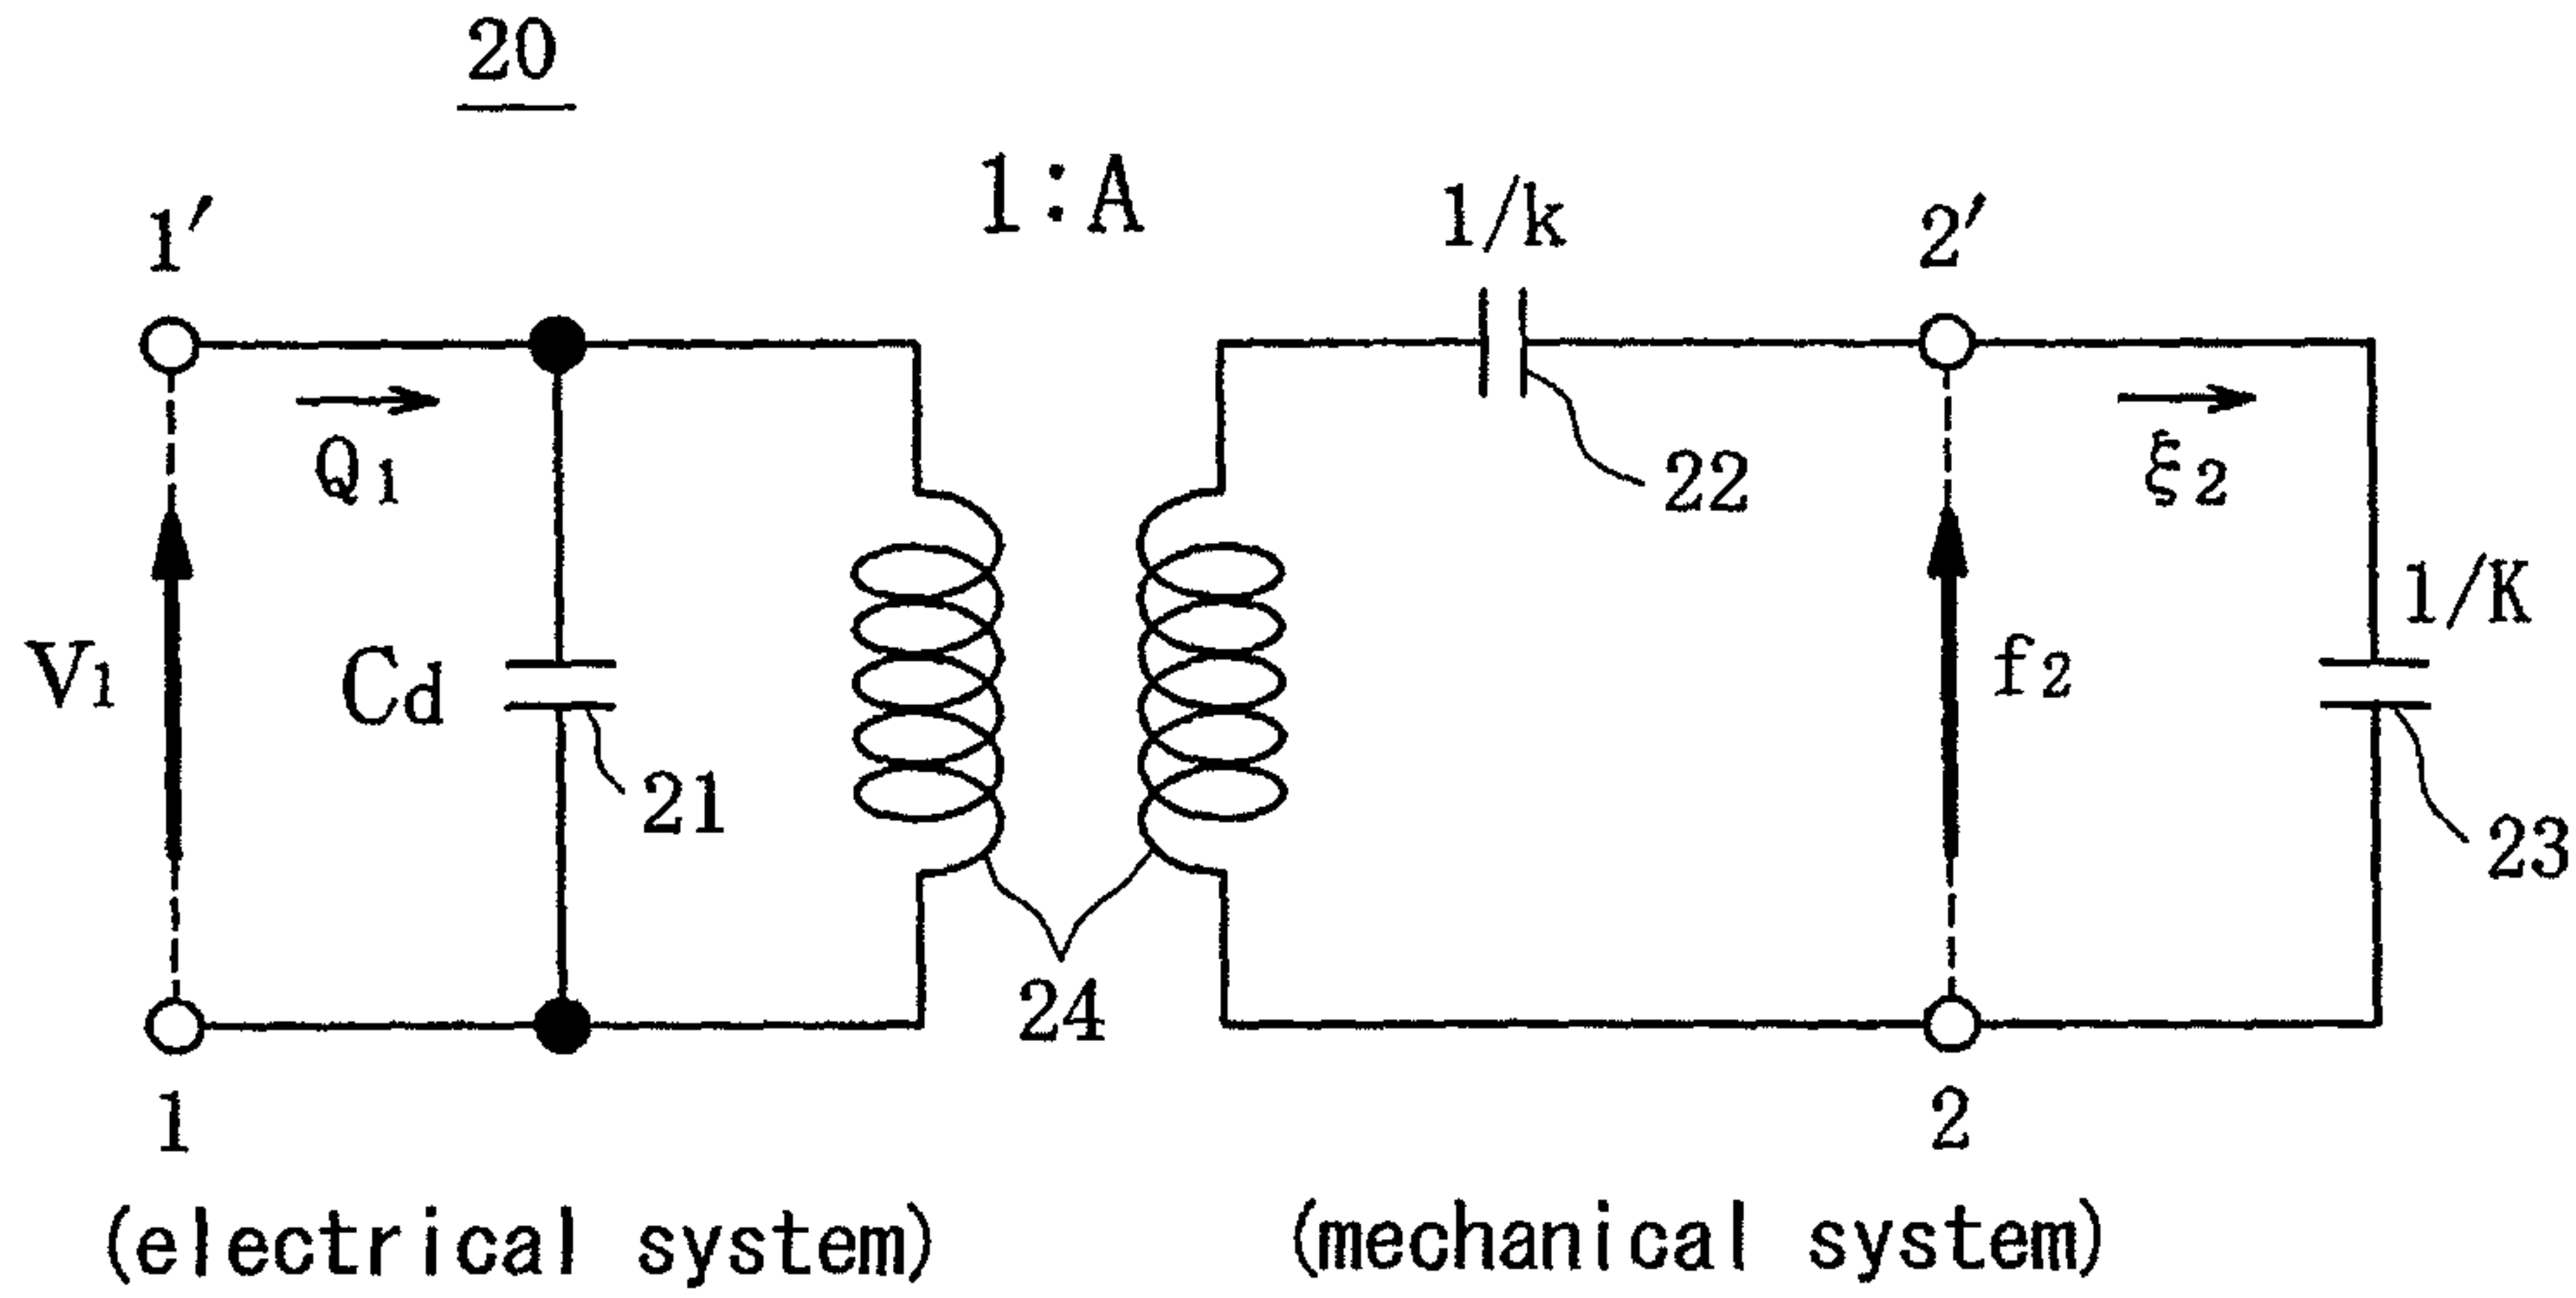 20
1:A
1′
1/k
2′
Q1
22
ξ2
V1
Cd
21
f2
1/K
23
24
1
2
(electrical system)
(mechanical system)